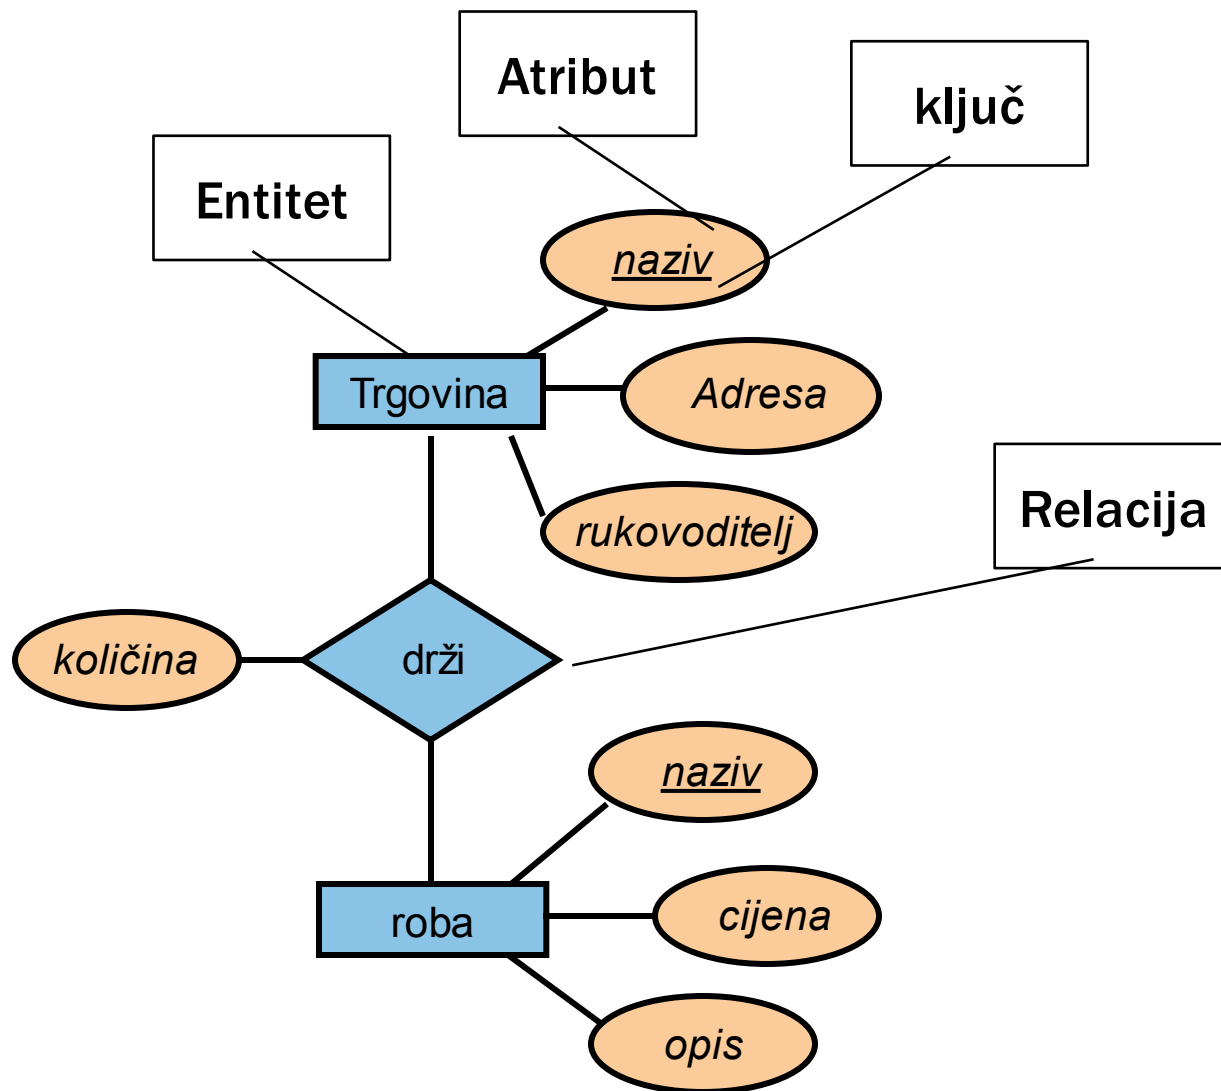 Atribut
ključ
Entitet
naziv
Trgovina
Adresa
Relacija
rukovoditelj
količina
drži
naziv
roba
cijena
opis